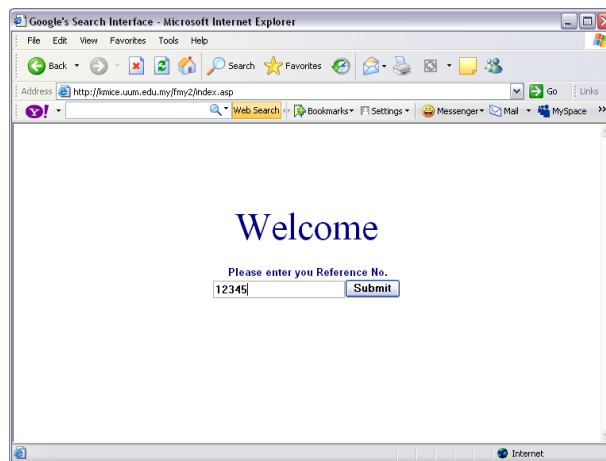 Google's Search Interface - Microsoft Internet Explorer
File Edit View Favorites Tools Help
Back Search Favorites
Address http://kmice.uum.edu.my/fmy2/index.asp Go Links
Y! Web Search Bookmarks Settings Messenger Mail MySpace »
Welcome
Please enter you Reference No.
12345 Submit
Internet